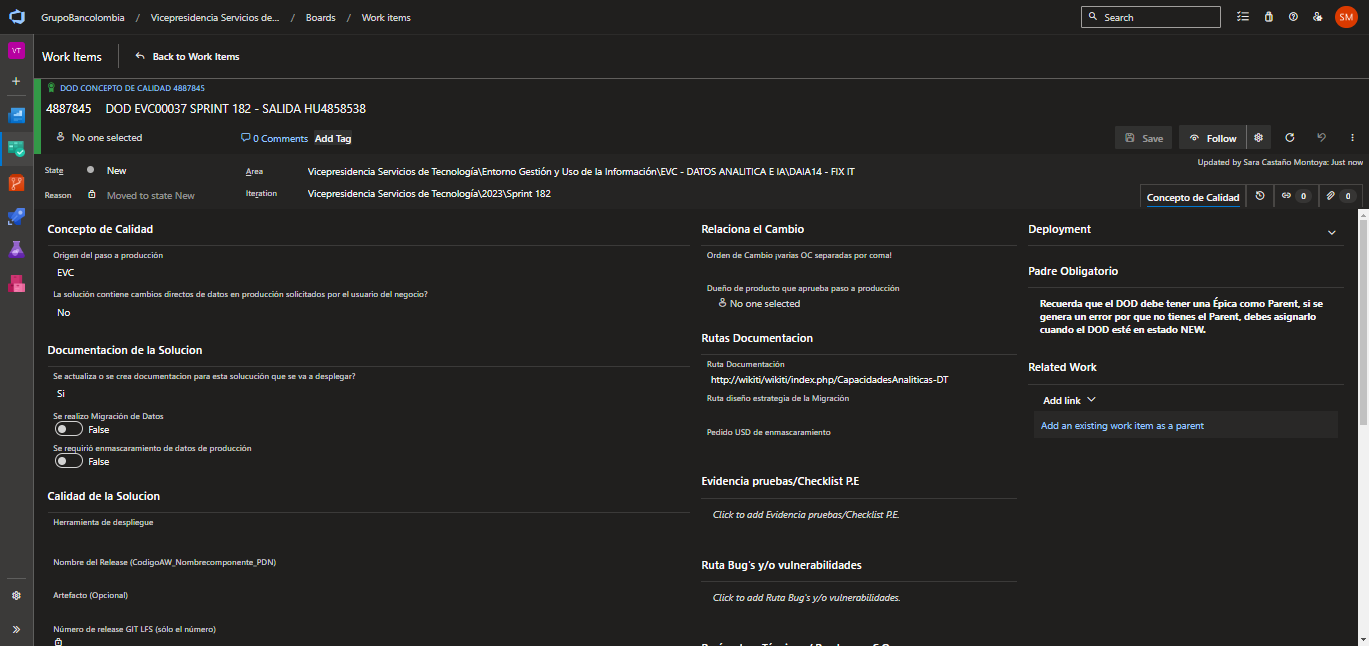 GrupoBancolombia / Vicepresidencia Servicios de... / Boards / Work items
Search
SM
VT
Work Items
Back to Work Items
DOD CONCEPTO DE CALIDAD 4887845
4887845 DOD EVC00037 SPRINT 182 - SALIDA HU4858538
No one selected
0 Comments
Add Tag
Save
Follow
Updated by Sara Castaño Montoya: Just now
State
New
Area
Vicepresidencia Servicios de Tecnología\Entorno Gestión y Uso de la Información\EVC - DATOS ANALITICA E IA\DAIA14 - FIX IT
Reason
Moved to state New
Iteration
Vicepresidencia Servicios de Tecnología\2023\Sprint 182
Concepto de Calidad
0
0
Concepto de Calidad
Origen del paso a producción
EVC
La solución contiene cambios directos de datos en producción solicitados por el usuario del negocio?
No
Documentacion de la Solucion
Se actualiza o se crea documentacion para esta solucución que se va a desplegar?
Si
Se realizo Migración de Datos
False
Se requirió enmascaramiento de datos de producción
False
Calidad de la Solucion
Herramienta de despliegue
Nombre del Release (CodigoAW_Nombrecomponente_PDN)
Artefacto (Opcional)
Número de release GIT LFS (sólo el número)
Relaciona el Cambio
Orden de Cambio ¡varias OC separadas por coma!
Dueño de producto que aprueba paso a producción
No one selected
Rutas Documentacion
Ruta Documentación
http://wikiti/wikiti/index.php/CapacidadesAnaliticas-DT
Ruta diseño estrategia de la Migración
Pedido USD de enmascaramiento
Evidencia pruebas/Checklist P.E
Click to add Evidencia pruebas/Checklist P.E.
Ruta Bug's y/o vulnerabilidades
Click to add Ruta Bug's y/o vulnerabilidades.
Deployment
Padre Obligatorio
Recuerda que el DOD debe tener una Épica como Parent, si se
genera un error por que no tienes el Parent, debes asignarlo
cuando el DOD esté en estado NEW.
Related Work
Add link
Add an existing work item as a parent